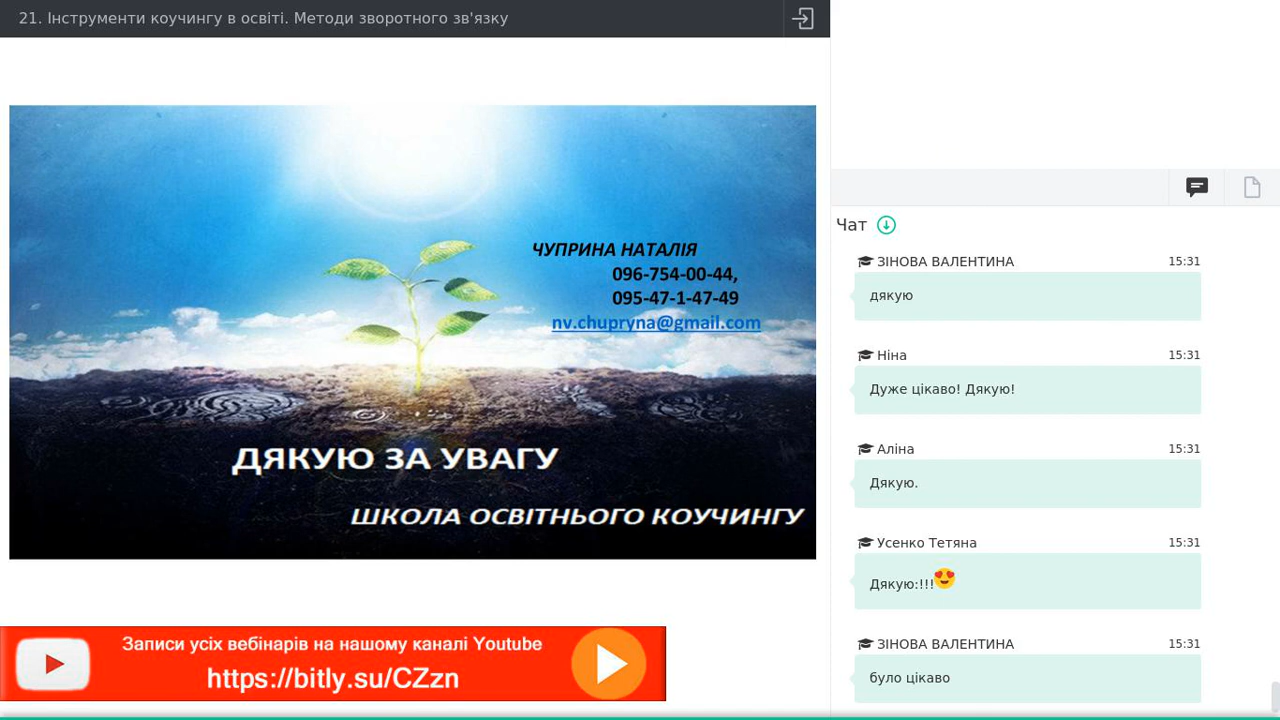 21. Інструменти коучингу в освіті. Методи зворотного зв'язку
ЧУПРИНА НАТАЛІЯ
096-754-00-44,
095-47-1-47-49
nv.chupryna@gmail.com
ДЯКУЮ ЗА УВАГУ
ШКОЛА ОСВІТНЬОГО КОУЧИНГУ
Записи усіх вебінарів на нашому каналі Youtube
https://bitly.su/CZzn
Чат
ЗІНОВА ВАЛЕНТИНА 15:31
дякую
Ніна 15:31
Дуже цікаво! Дякую!
Аліна 15:31
Дякую.
Усенко Тетяна 15:31
Дякую:!!!😍
ЗІНОВА ВАЛЕНТИНА 15:31
було цікаво